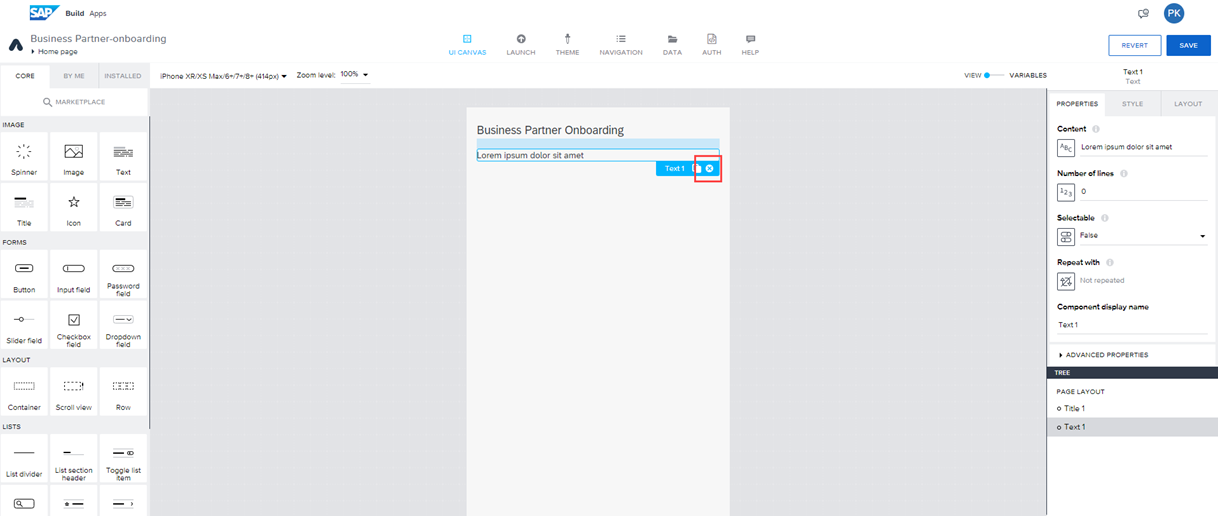 SAP Build Apps
PK
Business Partner-onboarding
Home page
UI CANVAS
LAUNCH
THEME
NAVIGATION
DATA
AUTH
HELP
REVERT
SAVE
CORE
BY ME
INSTALLED
iPhone XR/XS Max/6+/7+/8+ (414px)
Zoom level: 100%
VIEW
VARIABLES
Text 1
Text
MARKETPLACE
IMAGE
Spinner
Image
Text
Title
Icon
Card
FORMS
Button
Input field
Password
field
Slider field
Checkbox
field
Dropdown
field
LAYOUT
Container
Scroll view
Row
LISTS
List divider
List section
header
Toggle list
item
Business Partner Onboarding
Lorem ipsum dolor sit amet
Text 1
PROPERTIES
STYLE
LAYOUT
Content
ABC
Lorem ipsum dolor sit amet
Number of lines
123
0
Selectable
False
Repeat with
Not repeated
Component display name
Text 1
ADVANCED PROPERTIES
TREE
PAGE LAYOUT
Title 1
Text 1